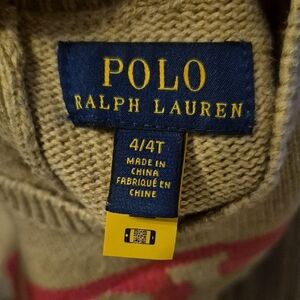 POLO
RALPH LAUREN
4/4T
MADE IN
CHINA
FABRIQUÉ EN
CHINE